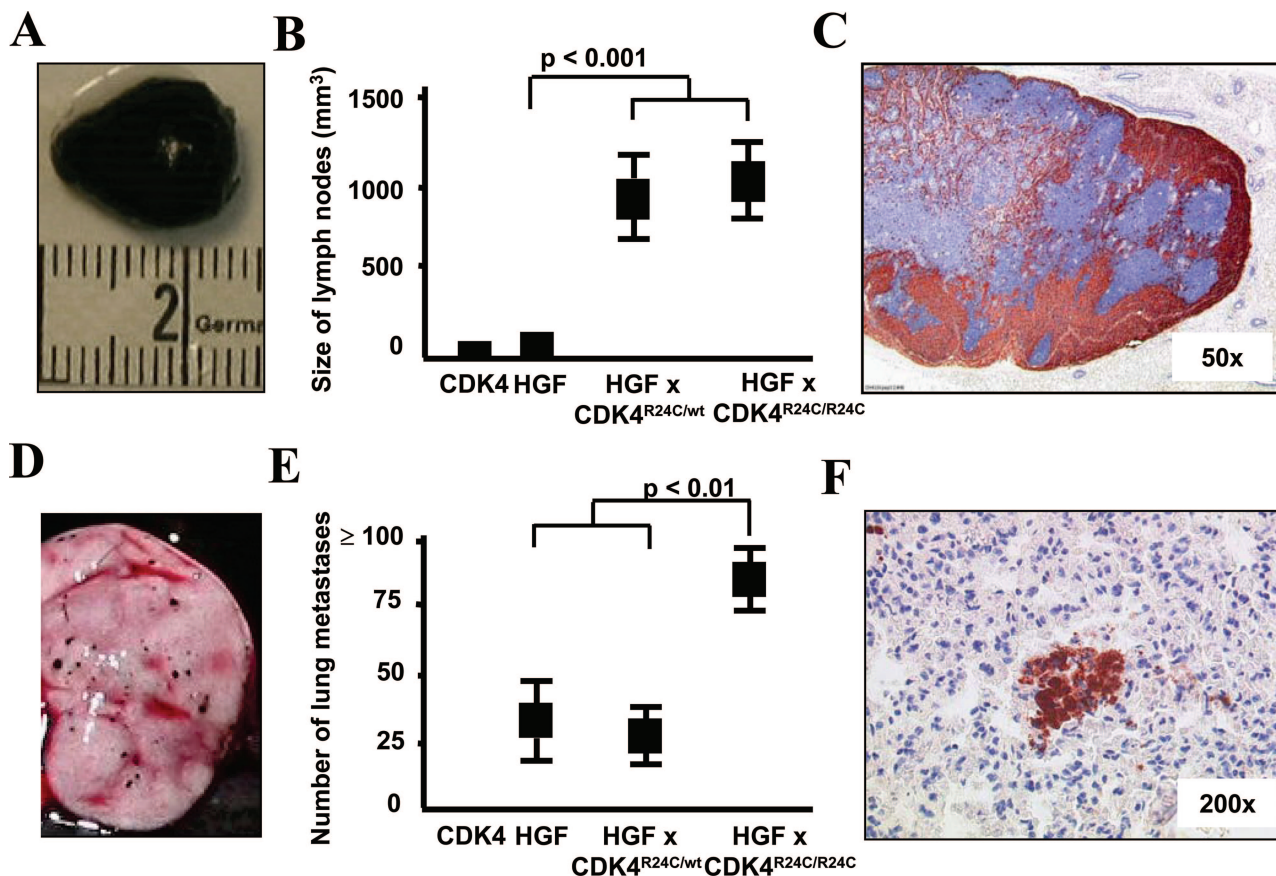 A
B
C
p < 0.001
Size of lymph nodes (mm³)
1500
1000
500
0
CDK4 HGF HGF x CDK4R24C/wt HGF x CDK4R24C/R24C
2
Germa
50x
D
E
F
p < 0.01
Number of lung metastases
≥ 100
75
50
25
0
CDK4 HGF HGF x CDK4R24C/wt HGF x CDK4R24C/R24C
200x